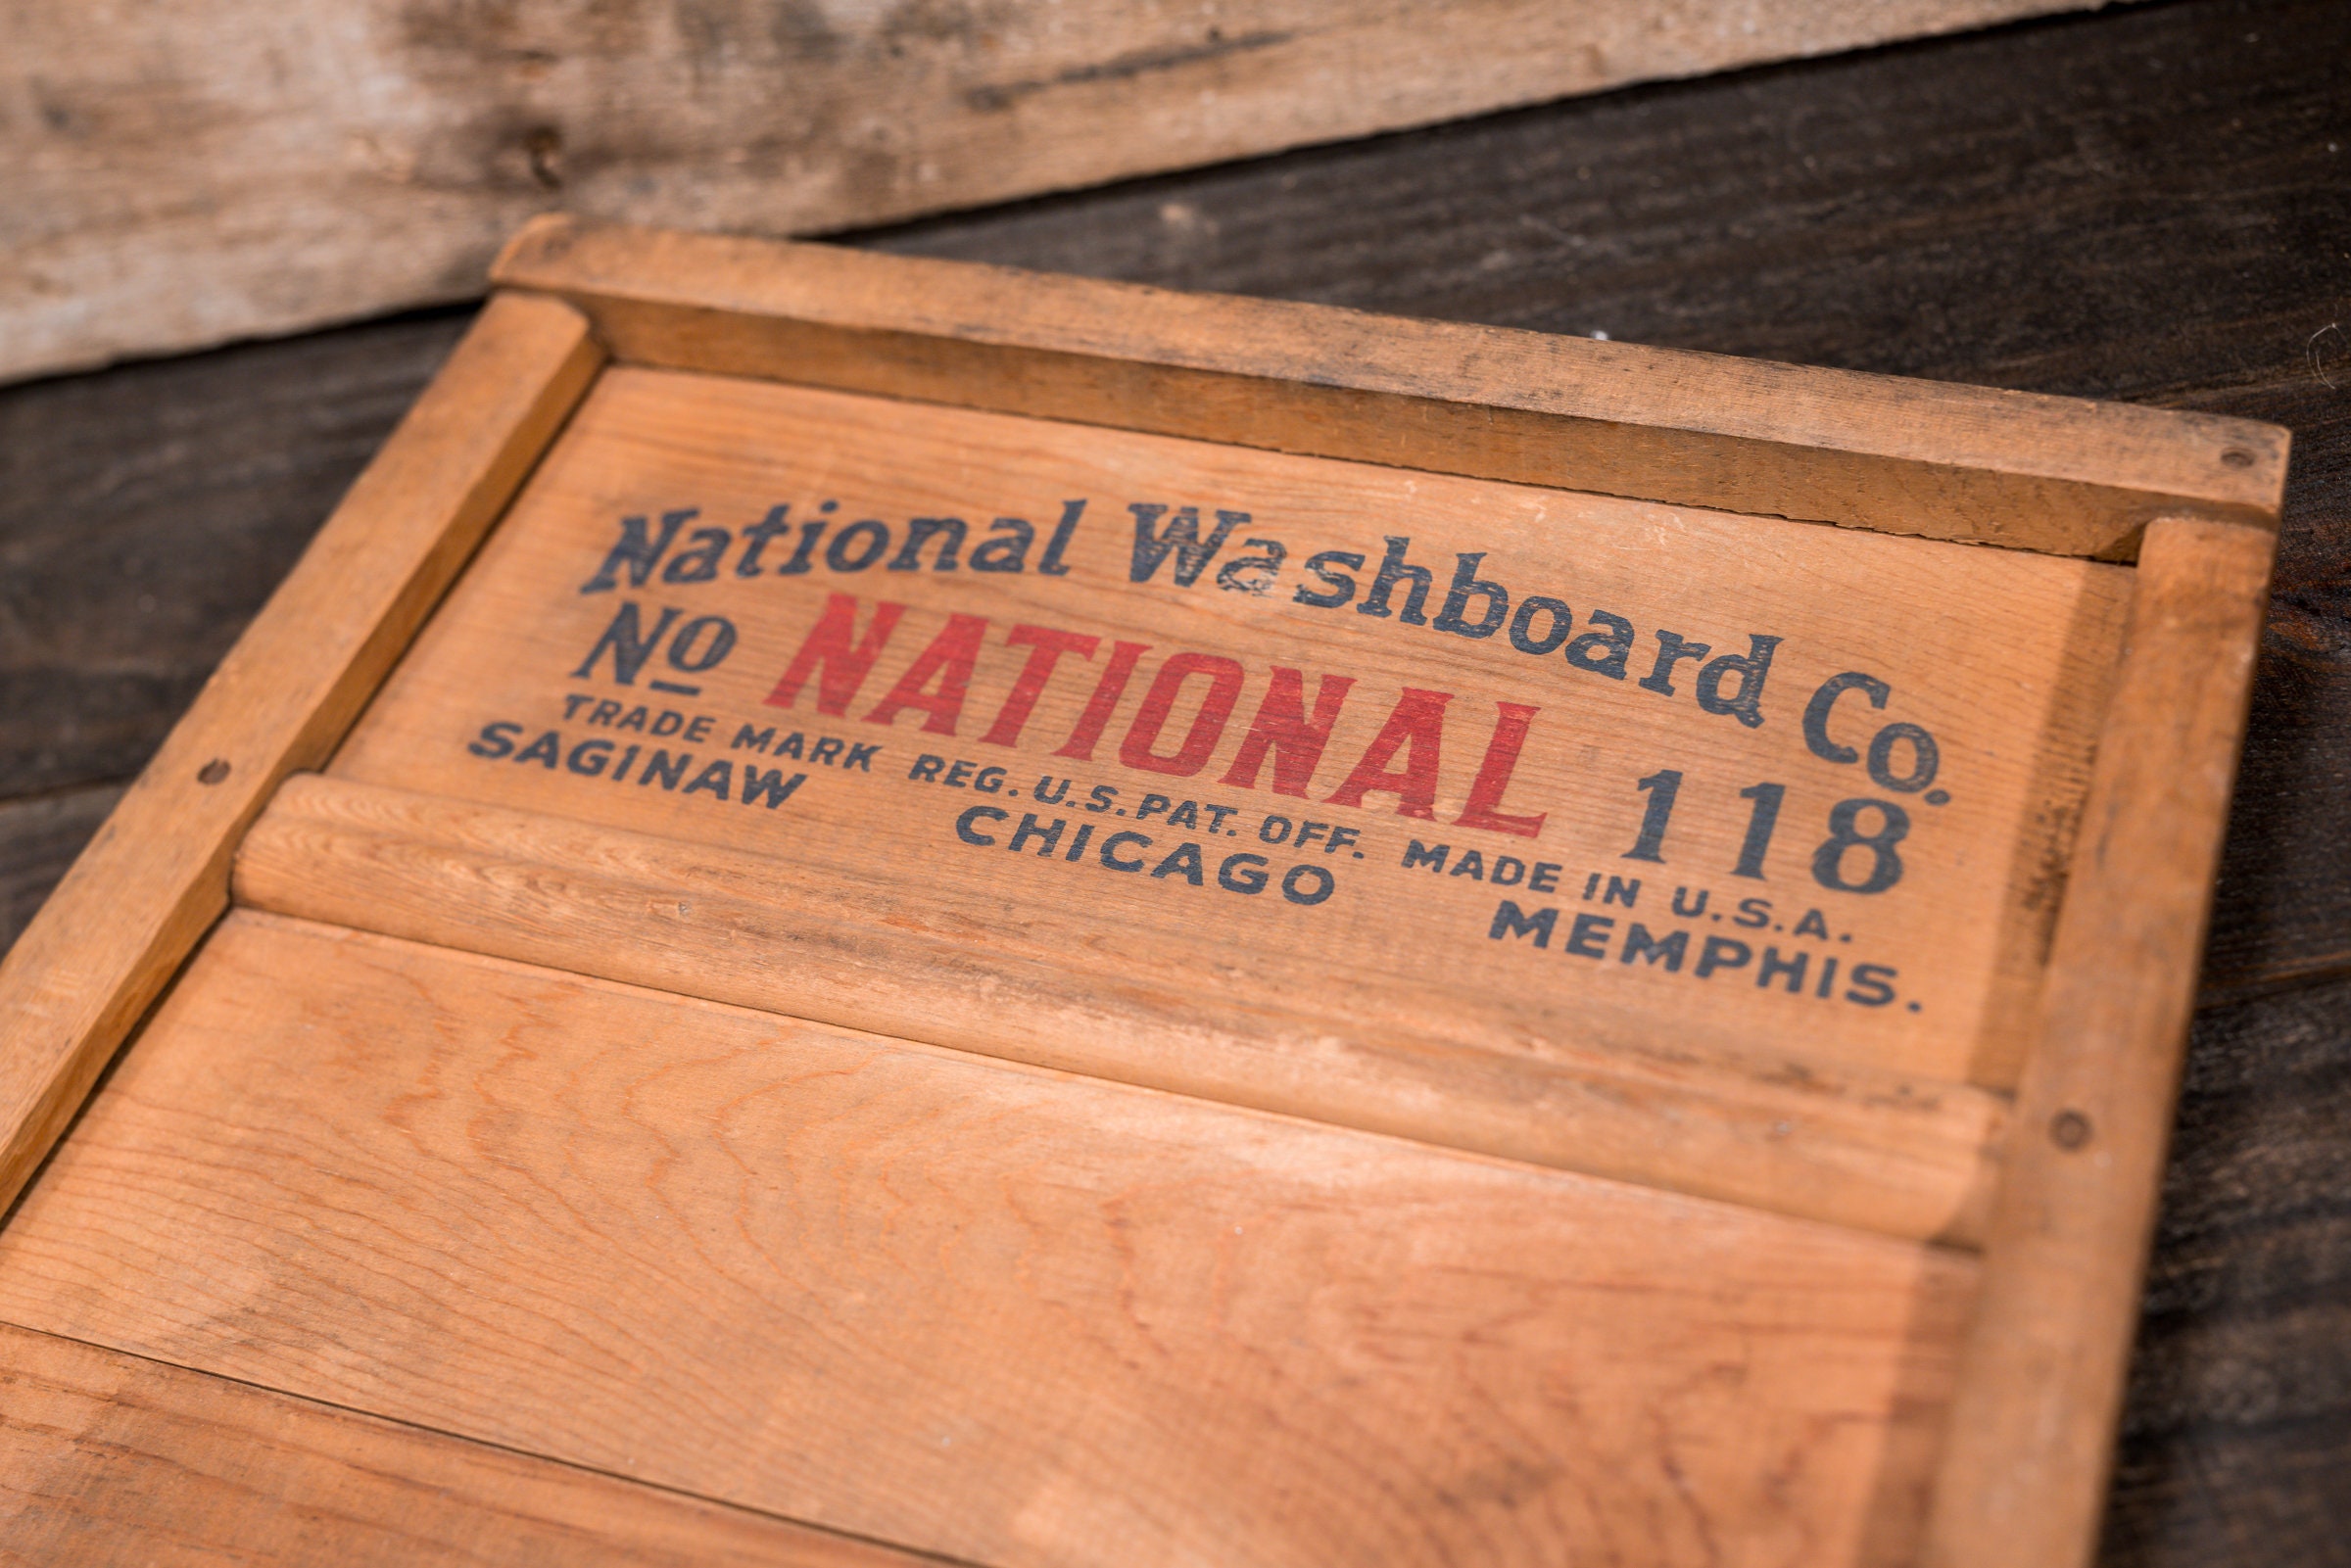 National Washboard Co.
No NATIONAL 118
TRADE MARK REG. U.S. PAT. OFF. MADE IN U.S.A.
SAGINAW CHICAGO MEMPHIS.